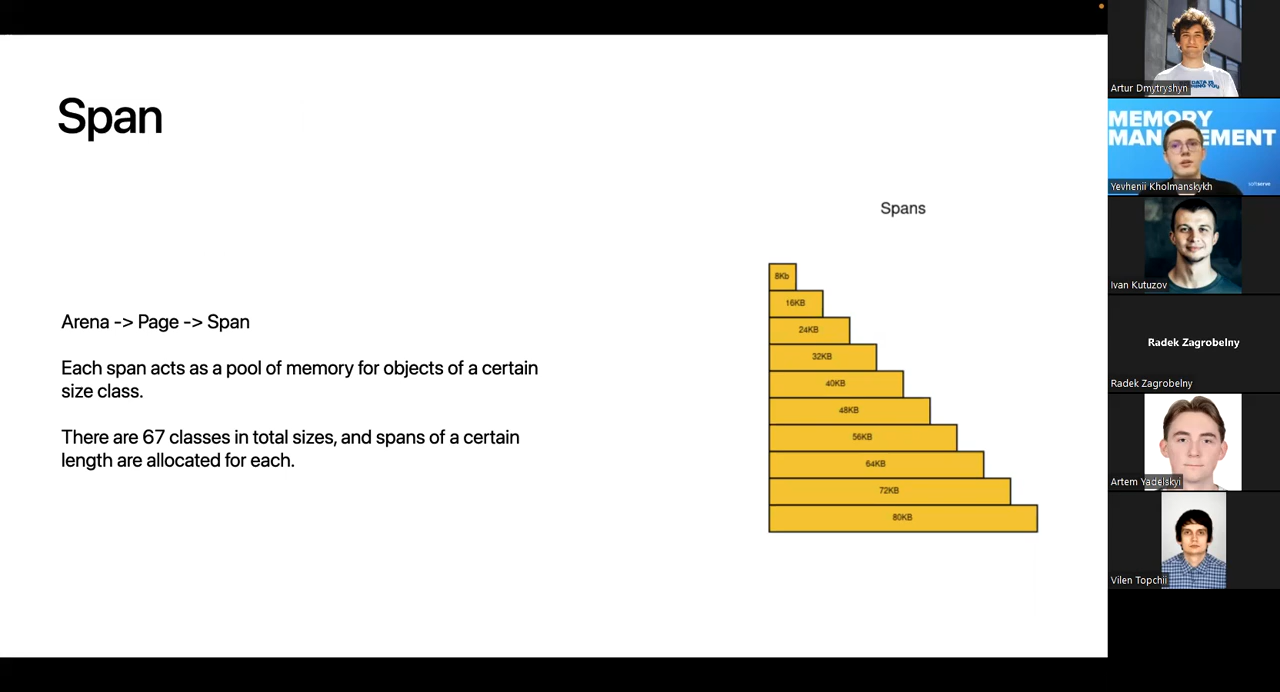 Span
Arena -> Page -> Span
Each span acts as a pool of memory for objects of a certain
size class.
There are 67 classes in total sizes, and spans of a certain
length are allocated for each.
Spans
8Kb
16KB
24KB
32KB
40KB
48KB
56KB
64KB
72KB
80KB
Artur Dmytryshyn
MEMORY
MANAGEMENT
softserve
Yevhenii Kholmanskykh
Ivan Kutuzov
Radek Zagrobelny
Radek Zagrobelny
Artem Yadelskyi
Vilen Topchii